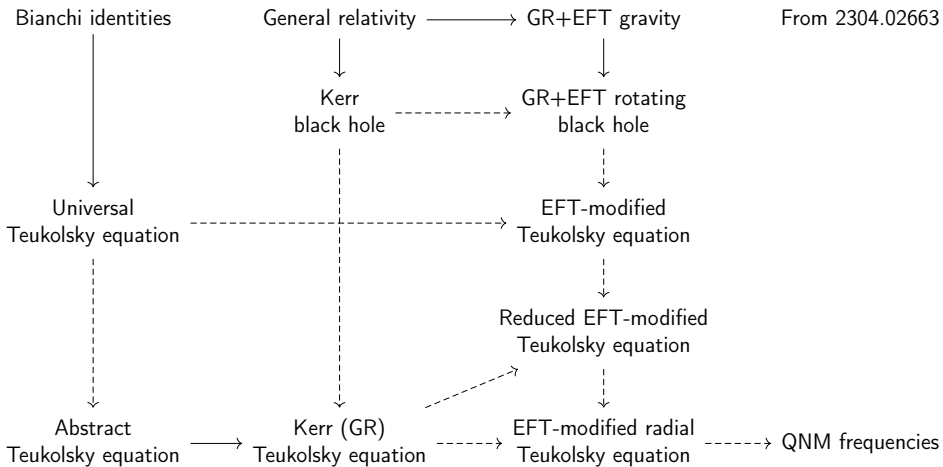 Bianchi identities
General relativity
GR+EFT gravity
From 2304.02663
Kerr
black hole
GR+EFT rotating
black hole
Universal
Teukolsky equation
EFT-modified
Teukolsky equation
Reduced EFT-modified
Teukolsky equation
Abstract
Teukolsky equation
Kerr (GR)
Teukolsky equation
EFT-modified radial
Teukolsky equation
QNM frequencies